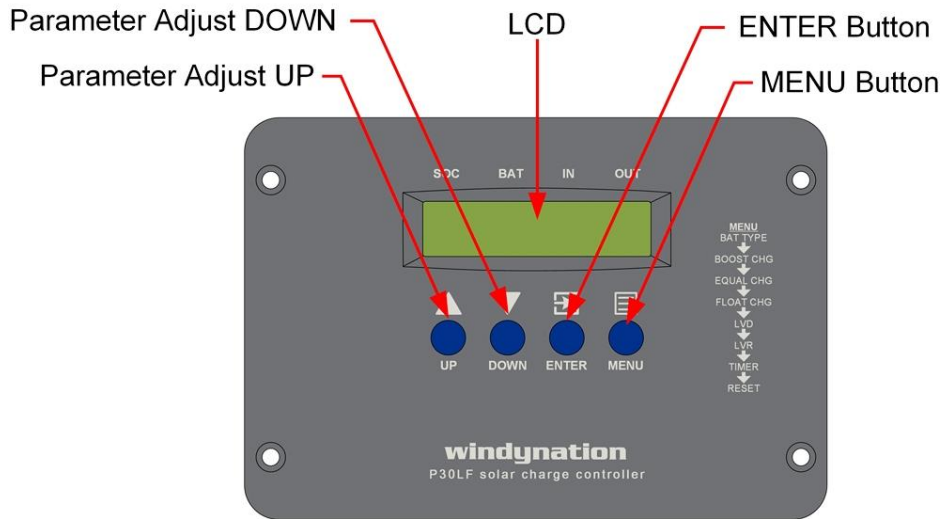 Parameter Adjust DOWN
LCD
ENTER Button
Parameter Adjust UP
MENU Button
SOC BAT IN OUT
MENU
BAT TYPE
BOOST CHG
EQUAL CHG
FLOAT CHG
LVD
LVR
TIMER
RESET
UP DOWN ENTER MENU
windynation
P30LF solar charge controller